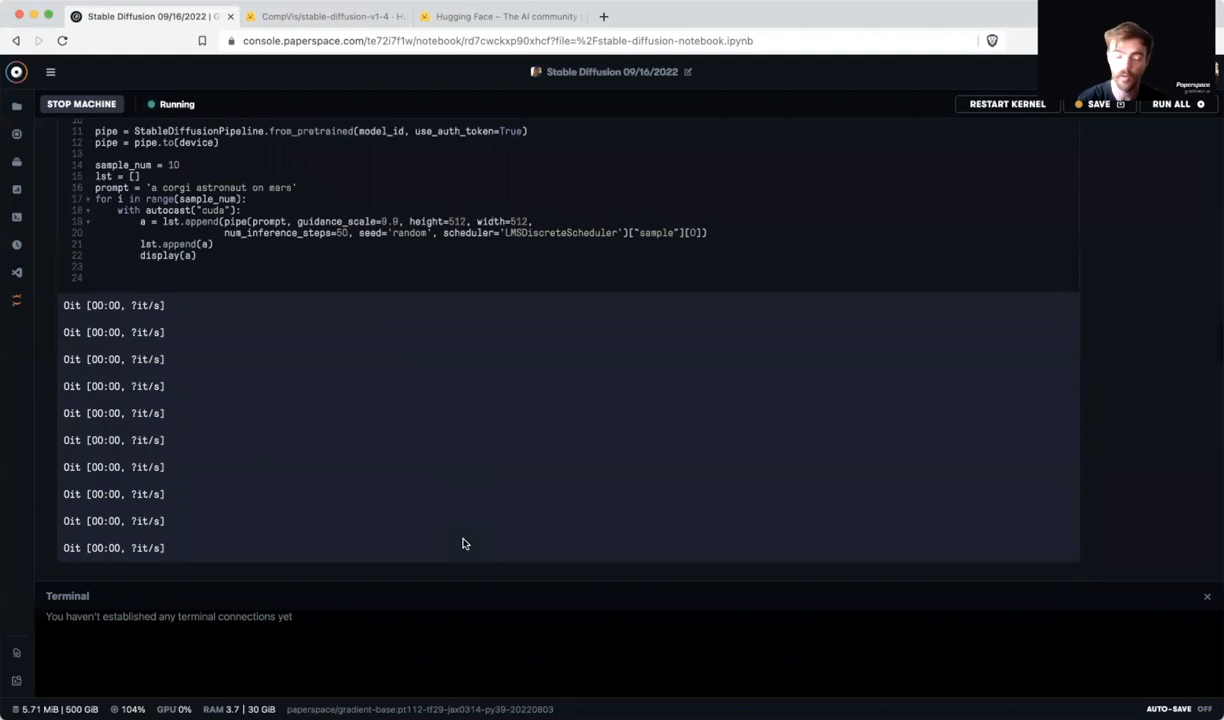 Stable Diffusion 09/16/2022 | G
CompVis/stable-diffusion-v1-4 · H
Hugging Face – The AI community
console.paperspace.com/te72i7f1w/notebook/rd7cwckxp90xhcf?file=%2Fstable-diffusion-notebook.ipynb
Stable Diffusion 09/16/2022
Paperspace
STOP MACHINE
Running
RESTART KERNEL
SAVE
RUN ALL
10
11 pipe = StableDiffusionPipeline.from_pretrained(model_id, use_auth_token=True)
12 pipe = pipe.to(device)
13
14 sample_num = 10
15 lst = []
16 prompt = 'a corgi astronaut on mars'
17 for i in range(sample_num):
18 with autocast("cuda"):
19 a = lst.append(pipe(prompt, guidance_scale=9.9, height=512, width=512,
20 num_inference_steps=50, seed='random', scheduler='LMSDiscreteScheduler')["sample"][0])
21 lst.append(a)
22 display(a)
23
24
0it [00:00, ?it/s]
0it [00:00, ?it/s]
0it [00:00, ?it/s]
0it [00:00, ?it/s]
0it [00:00, ?it/s]
0it [00:00, ?it/s]
0it [00:00, ?it/s]
0it [00:00, ?it/s]
0it [00:00, ?it/s]
0it [00:00, ?it/s]
Terminal
You haven't established any terminal connections yet
5.71 MiB | 500 GiB
104%
GPU 0%
RAM 3.7 | 30 GiB
paperspace/gradient-base:pt112-tf29-jax0314-py39-20220803
AUTO-SAVE OFF